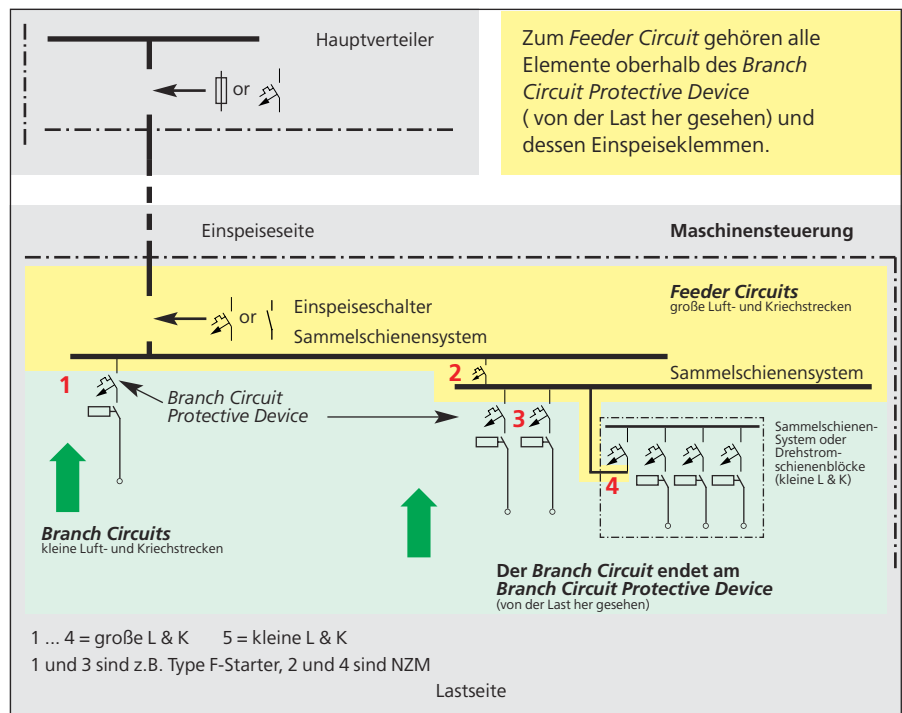 Hauptverteiler
or
Zum Feeder Circuit gehören alle
Elemente oberhalb des Branch
Circuit Protective Device
( von der Last her gesehen) und
dessen Einspeiseklemmen.
Einspeiseseite
Maschinensteuerung
Feeder Circuits
große Luft- und Kriechstrecken
or
Einspeiseschalter
Sammelschienensystem
1
2
Sammelschienensystem
Branch Circuit
Protective Device
3
Sammelschienen-
System oder
Drehstrom-
schienenblöcke
(kleine L & K)
4
Branch Circuits
kleine Luft- und Kriechstrecken
Der Branch Circuit endet am
Branch Circuit Protective Device
(von der Last her gesehen)
1 ... 4 = große L & K 5 = kleine L & K
1 und 3 sind z.B. Type F-Starter, 2 und 4 sind NZM
Lastseite